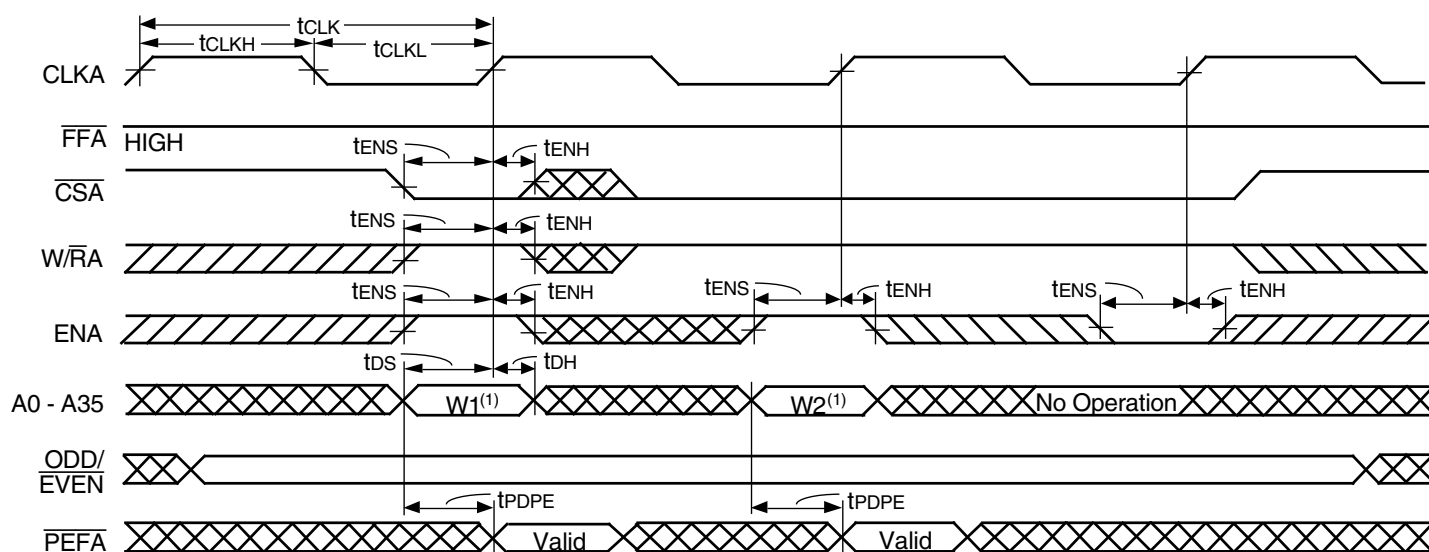 tCLK
tCLKH tCLKL
CLKA
FFA HIGH
tENS tENH
CSA
tENS tENH
W/RA
tENS tENH tENS tENH tENS tENH
ENA
tDS tDH
A0 - A35 W1(1) W2(1) No Operation
ODD/
EVEN
tPDPE tPDPE
PEFA Valid Valid